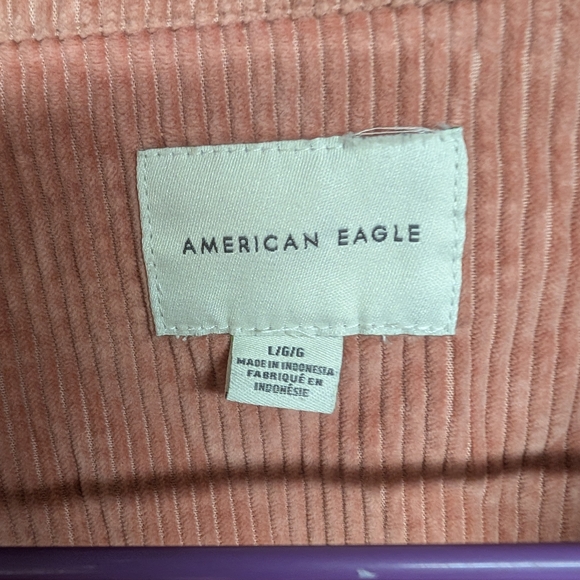 AMERICAN EAGLE
L/G/G
MADE IN INDONESIA
FABRIQUÉ EN
INDONÉSIE